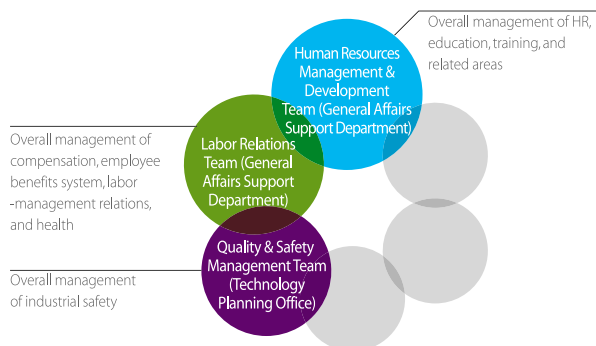 Overall management of HR,
education, training, and
related areas
Human Resources
Management &
Development
Team (General Affairs
Support Department)
Overall management of
compensation, employee
benefits system, labor
-management relations,
and health
Labor Relations
Team (General
Affairs Support
Department)
Quality & Safety
Management Team
(Technology
Planning Office)
Overall management
of industrial safety